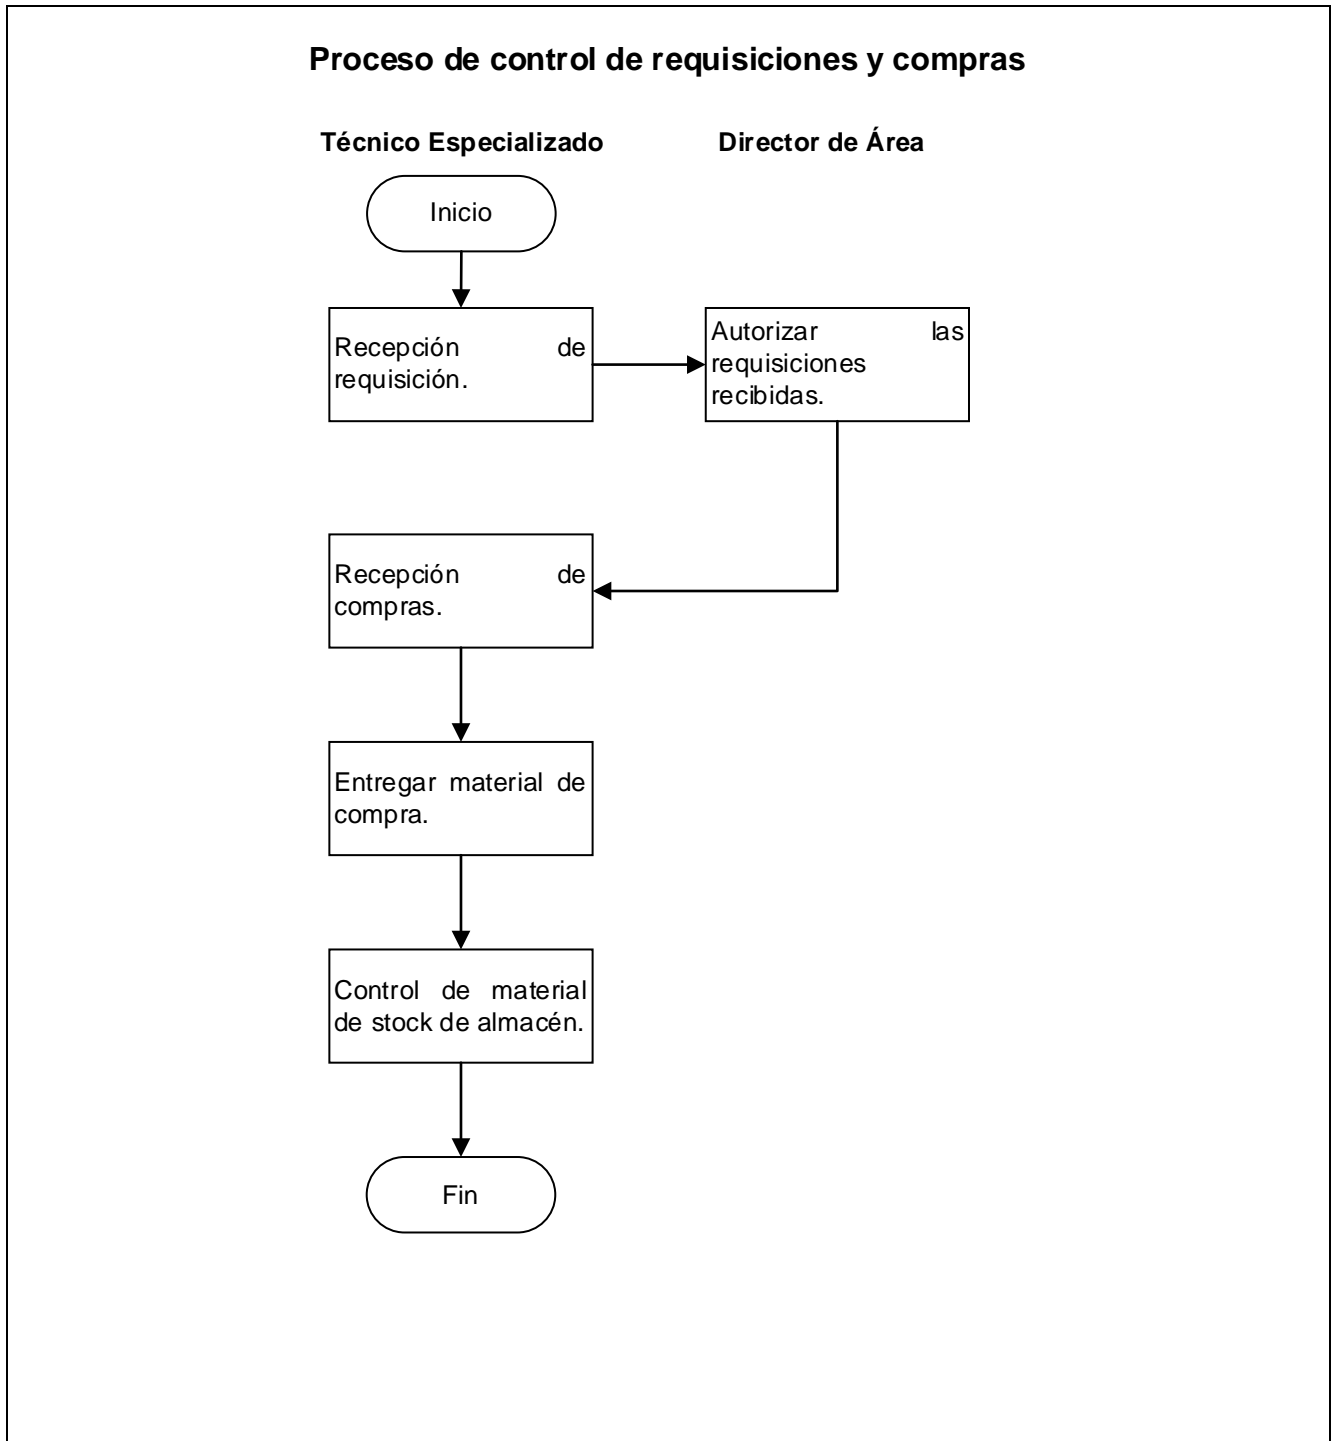 Proceso de control de requisiciones y compras
Técnico Especializado
Director de Área
Inicio
Recepción de
requisición.
Autorizar las
requisiciones
recibidas.
Recepción de
compras.
Entregar material de
compra.
Control de material
de stock de almacén.
Fin